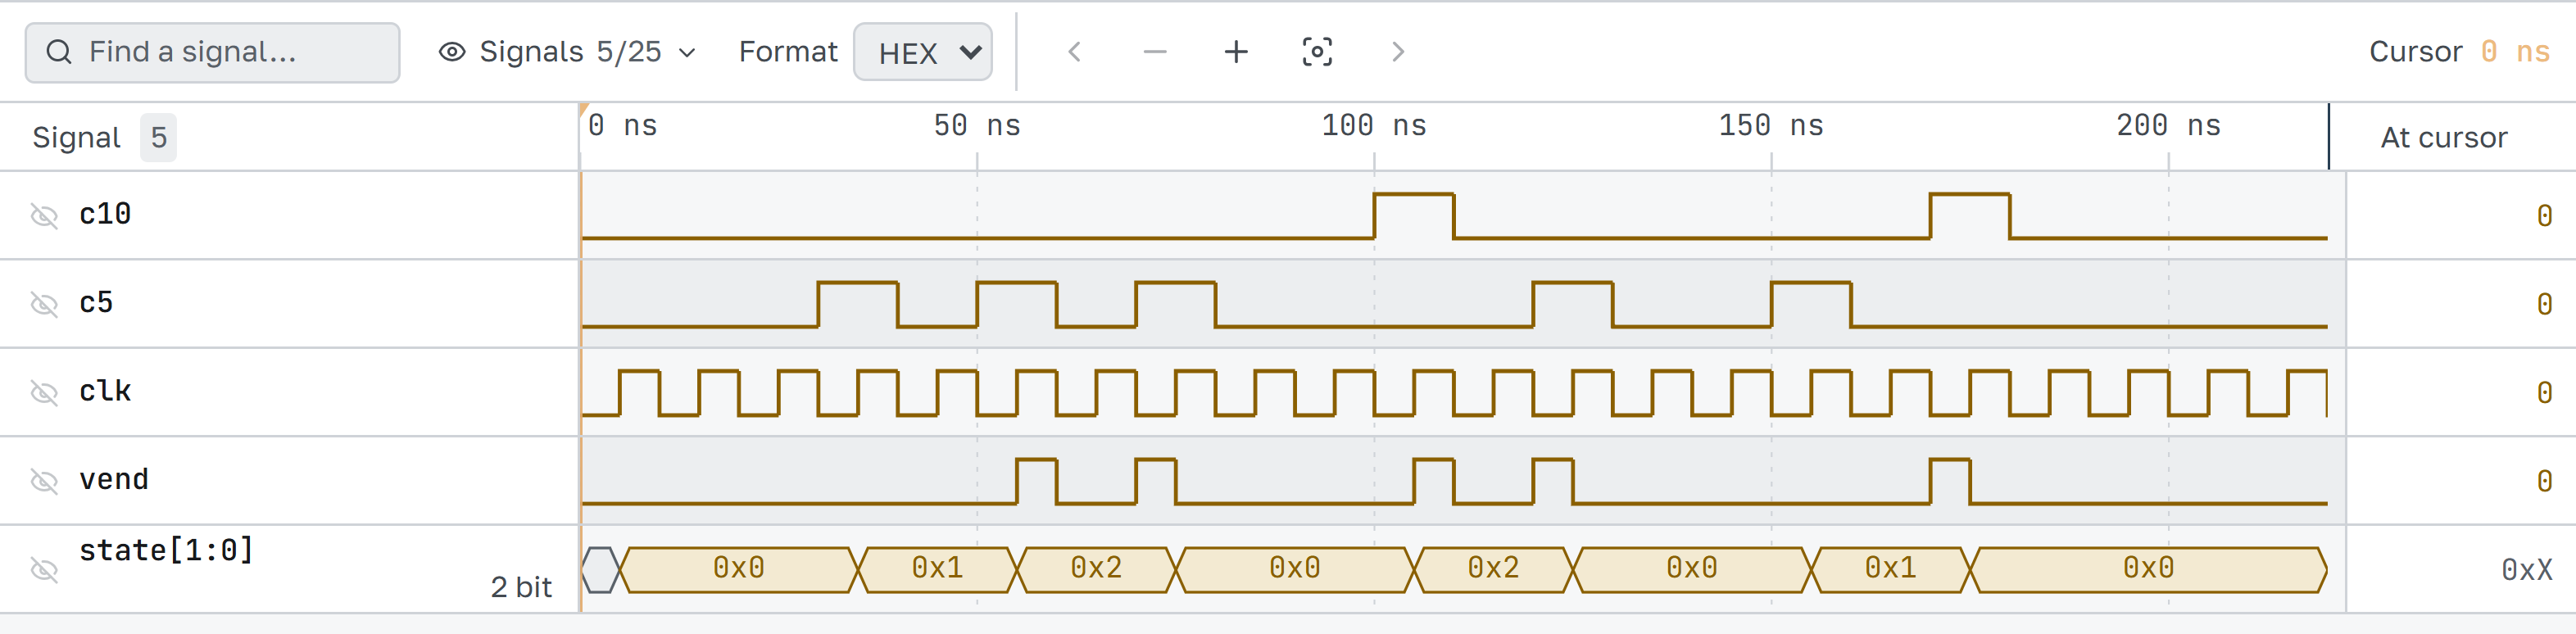 Find a signal... Signals 5/25 Format HEX Cursor 0 ns
Signal 5 0 ns 50 ns 100 ns 150 ns 200 ns At cursor
c10 0
c5 0
clk 0
vend 0
state[1:0] 2 bit 0x0 0x1 0x2 0x0 0x2 0x0 0x1 0x0 0xX